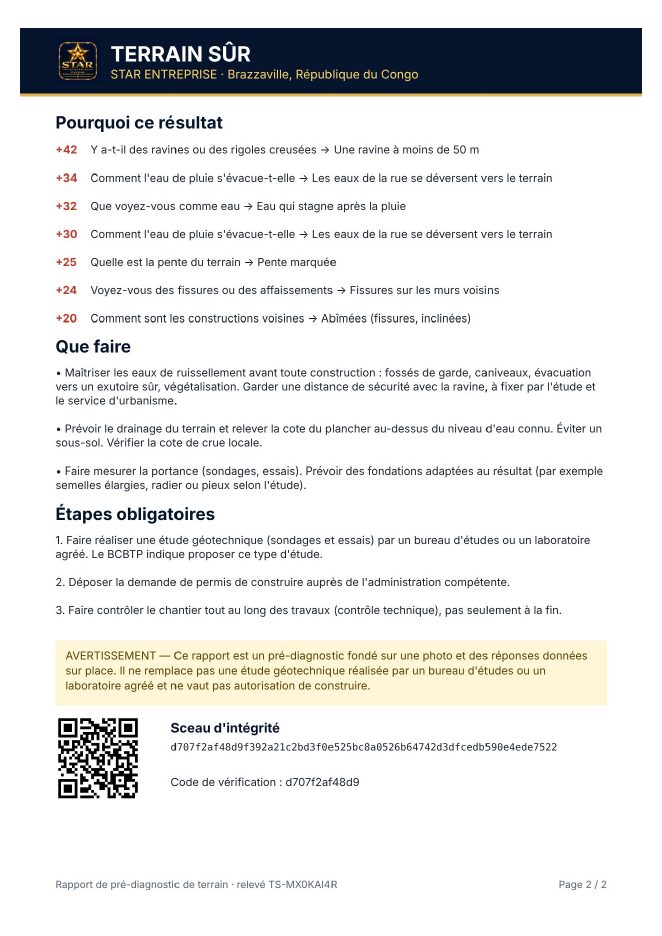 STAR
TERRAIN SÛR
STAR ENTREPRISE · Brazzaville, République du Congo
Pourquoi ce résultat
+42 Y a-t-il des ravines ou des rigoles creusées → Une ravine à moins de 50 m
+34 Comment l'eau de pluie s'évacue-t-elle → Les eaux de la rue se déversent vers le terrain
+32 Que voyez-vous comme eau → Eau qui stagne après la pluie
+30 Comment l'eau de pluie s'évacue-t-elle → Les eaux de la rue se déversent vers le terrain
+25 Quelle est la pente du terrain → Pente marquée
+24 Voyez-vous des fissures ou des affaissements → Fissures sur les murs voisins
+20 Comment sont les constructions voisines → Abîmées (fissures, inclinées)
Que faire
• Maîtriser les eaux de ruissellement avant toute construction : fossés de garde, caniveaux, évacuation
vers un exutoire sûr, végétalisation. Garder une distance de sécurité avec la ravine, à fixer par l'étude et
le service d'urbanisme.
• Prévoir le drainage du terrain et relever la cote du plancher au-dessus du niveau d'eau connu. Éviter un
sous-sol. Vérifier la cote de crue locale.
• Faire mesurer la portance (sondages, essais). Prévoir des fondations adaptées au résultat (par exemple
semelles élargies, radier ou pieux selon l'étude).
Étapes obligatoires
1. Faire réaliser une étude géotechnique (sondages et essais) par un bureau d'études ou un laboratoire
agréé. Le BCBTP indique proposer ce type d'étude.
2. Déposer la demande de permis de construire auprès de l'administration compétente.
3. Faire contrôler le chantier tout au long des travaux (contrôle technique), pas seulement à la fin.
AVERTISSEMENT — Ce rapport est un pré-diagnostic fondé sur une photo et des réponses données
sur place. Il ne remplace pas une étude géotechnique réalisée par un bureau d'études ou un
laboratoire agréé et ne vaut pas autorisation de construire.
Sceau d'intégrité
d707f2af48d9f392a21c2bd3f0e525bc8a0526b64742d3dfcedb590e4ede7522
Code de vérification : d707f2af48d9
Rapport de pré-diagnostic de terrain · relevé TS-MX0KAI4R
Page 2 / 2